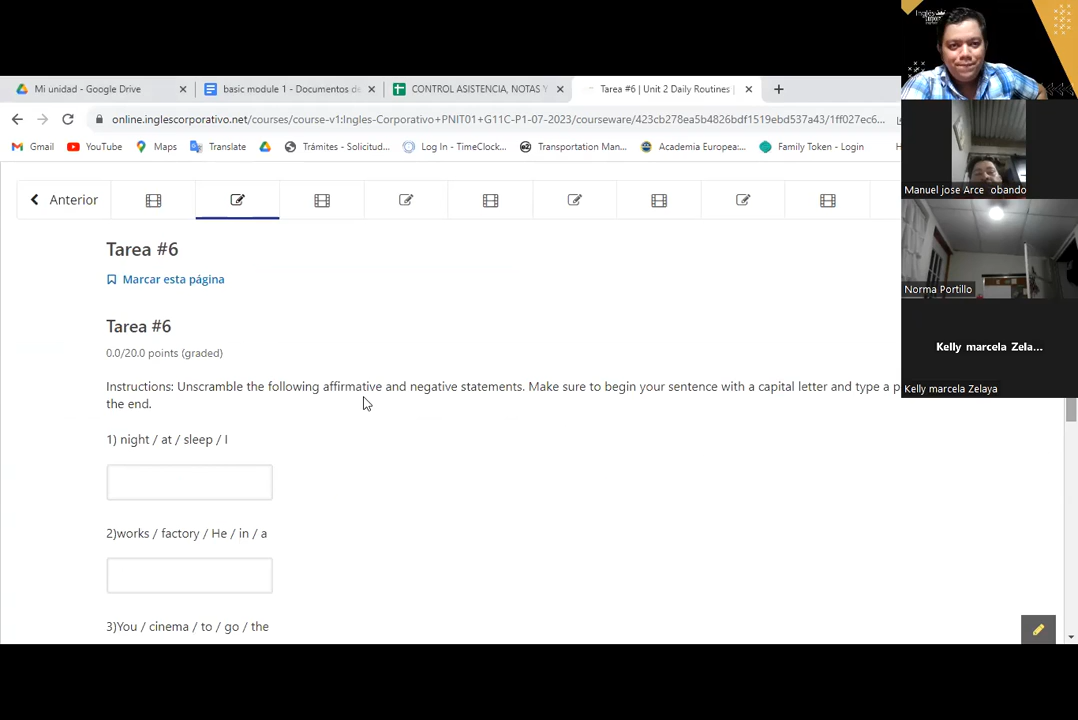 Mi unidad - Google Drive
basic module 1 - Documentos de
CONTROL ASISTENCIA, NOTAS Y
Tarea #6 | Unit 2 Daily Routines |
online.inglescorporativo.net/courses/course-v1:Ingles-Corporativo+PNIT01+G11C-P1-07-2023/courseware/423cb278ea5b4826bdf1519ebd537a43/1ff027ec6...
Gmail
YouTube
Maps
Translate
Trámites - Solicitud...
Log In - TimeClock...
Transportation Man...
Academia Europea:...
Family Token - Login
Anterior
Tarea #6
Marcar esta página
Tarea #6
0.0/20.0 points (graded)
Instructions: Unscramble the following affirmative and negative statements. Make sure to begin your sentence with a capital letter and type a p
the end.
1) night / at / sleep / I
2)works / factory / He / in / a
3)You / cinema / to / go / the
Manuel jose Arce obando
Norma Portillo
Kelly marcela Zela...
Kelly marcela Zelaya